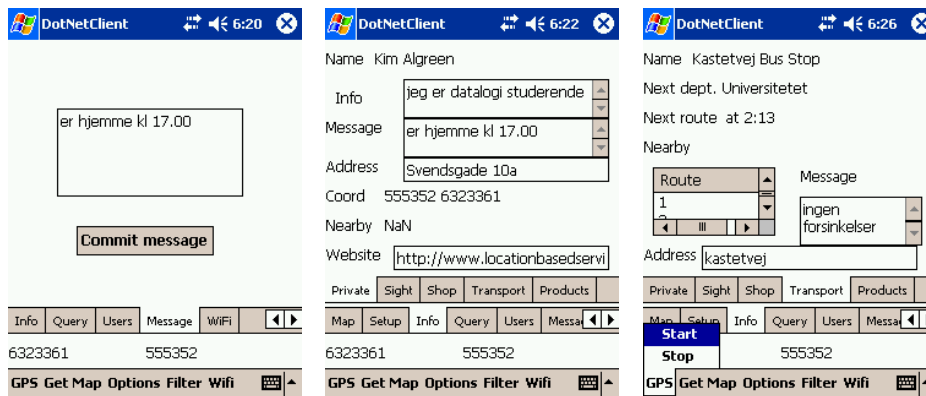 DotNetClient 6:20
er hjemme kl 17.00
Commit message
Info Query Users Message WiFi
6323361 555352
GPS Get Map Options Filter Wifi
DotNetClient 6:22
Name Kim Algreen
Info jeg er datalogi studerende
Message er hjemme kl 17.00
Address Svendsgade 10a
Coord 555352 6323361
Nearby NaN
Website http://www.locationbasedservi
Private Sight Shop Transport Products
Map Setup Info Query Users Messa
6323361 555352
GPS Get Map Options Filter Wifi
DotNetClient 6:26
Name Kastetvej Bus Stop
Next dept. Universitetet
Next route at 2:13
Nearby
Route
1
Message
ingen
forsinkelser
Address kastetvej
Private Sight Shop Transport Products
Map Setup Info Query Users Messa
Start
Stop 555352
GPS Get Map Options Filter Wifi